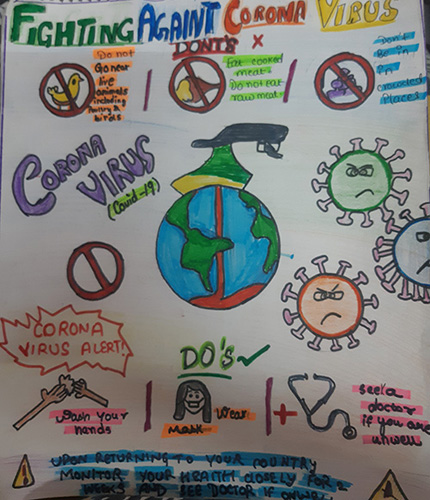 FIGHTING AGAINT CORONA VIRUS
DONT'S ×
Do not
Go near
live
animals
including
Poultry &
birds
Eat cooked
meat
Do not eat
raw meat
Don't
Be in
crowded
Places
CORONA
VIRUS
(Covid-19)
CORONA
VIRUS ALERT!
DO'S ✓
Wash your
hands
Wear
Mask
seek a
doctor
if you are
unwell
UPON RETURNING TO YOUR COUNTRY
MONITOR YOUR HEALTH CLOSELY FOR 2
WEEKS AND SEE DOCTOR IF UNWELL